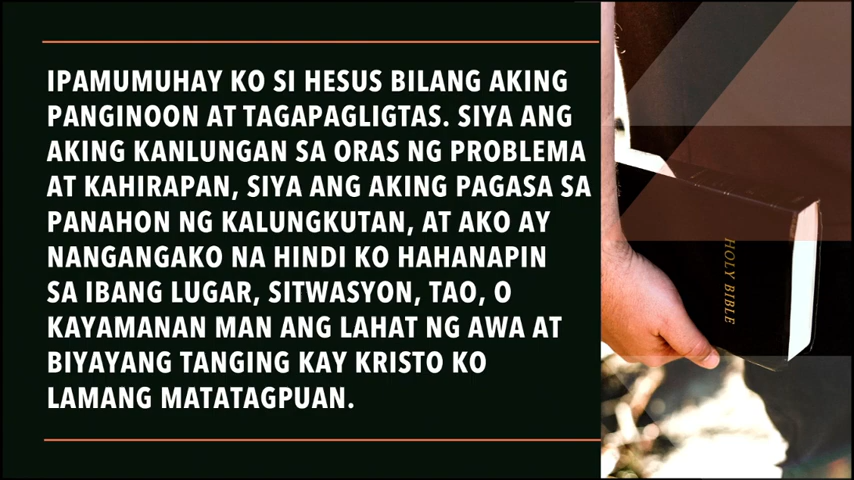 IPAMUMUHAY KO SI HESUS BILANG AKING
PANGINOON AT TAGAPAGLIGTAS. SIYA ANG
AKING KANLUNGAN SA ORAS NG PROBLEMA
AT KAHIRAPAN, SIYA ANG AKING PAGASA SA
PANAHON NG KALUNGKUTAN, AT AKO AY
NANGANGAKO NA HINDI KO HAHANAPIN
SA IBANG LUGAR, SITWASYON, TAO, O
KAYAMANAN MAN ANG LAHAT NG AWA AT
BIYAYANG TANGING KAY KRISTO KO
LAMANG MATATAGPUAN.
HOLY BIBLE